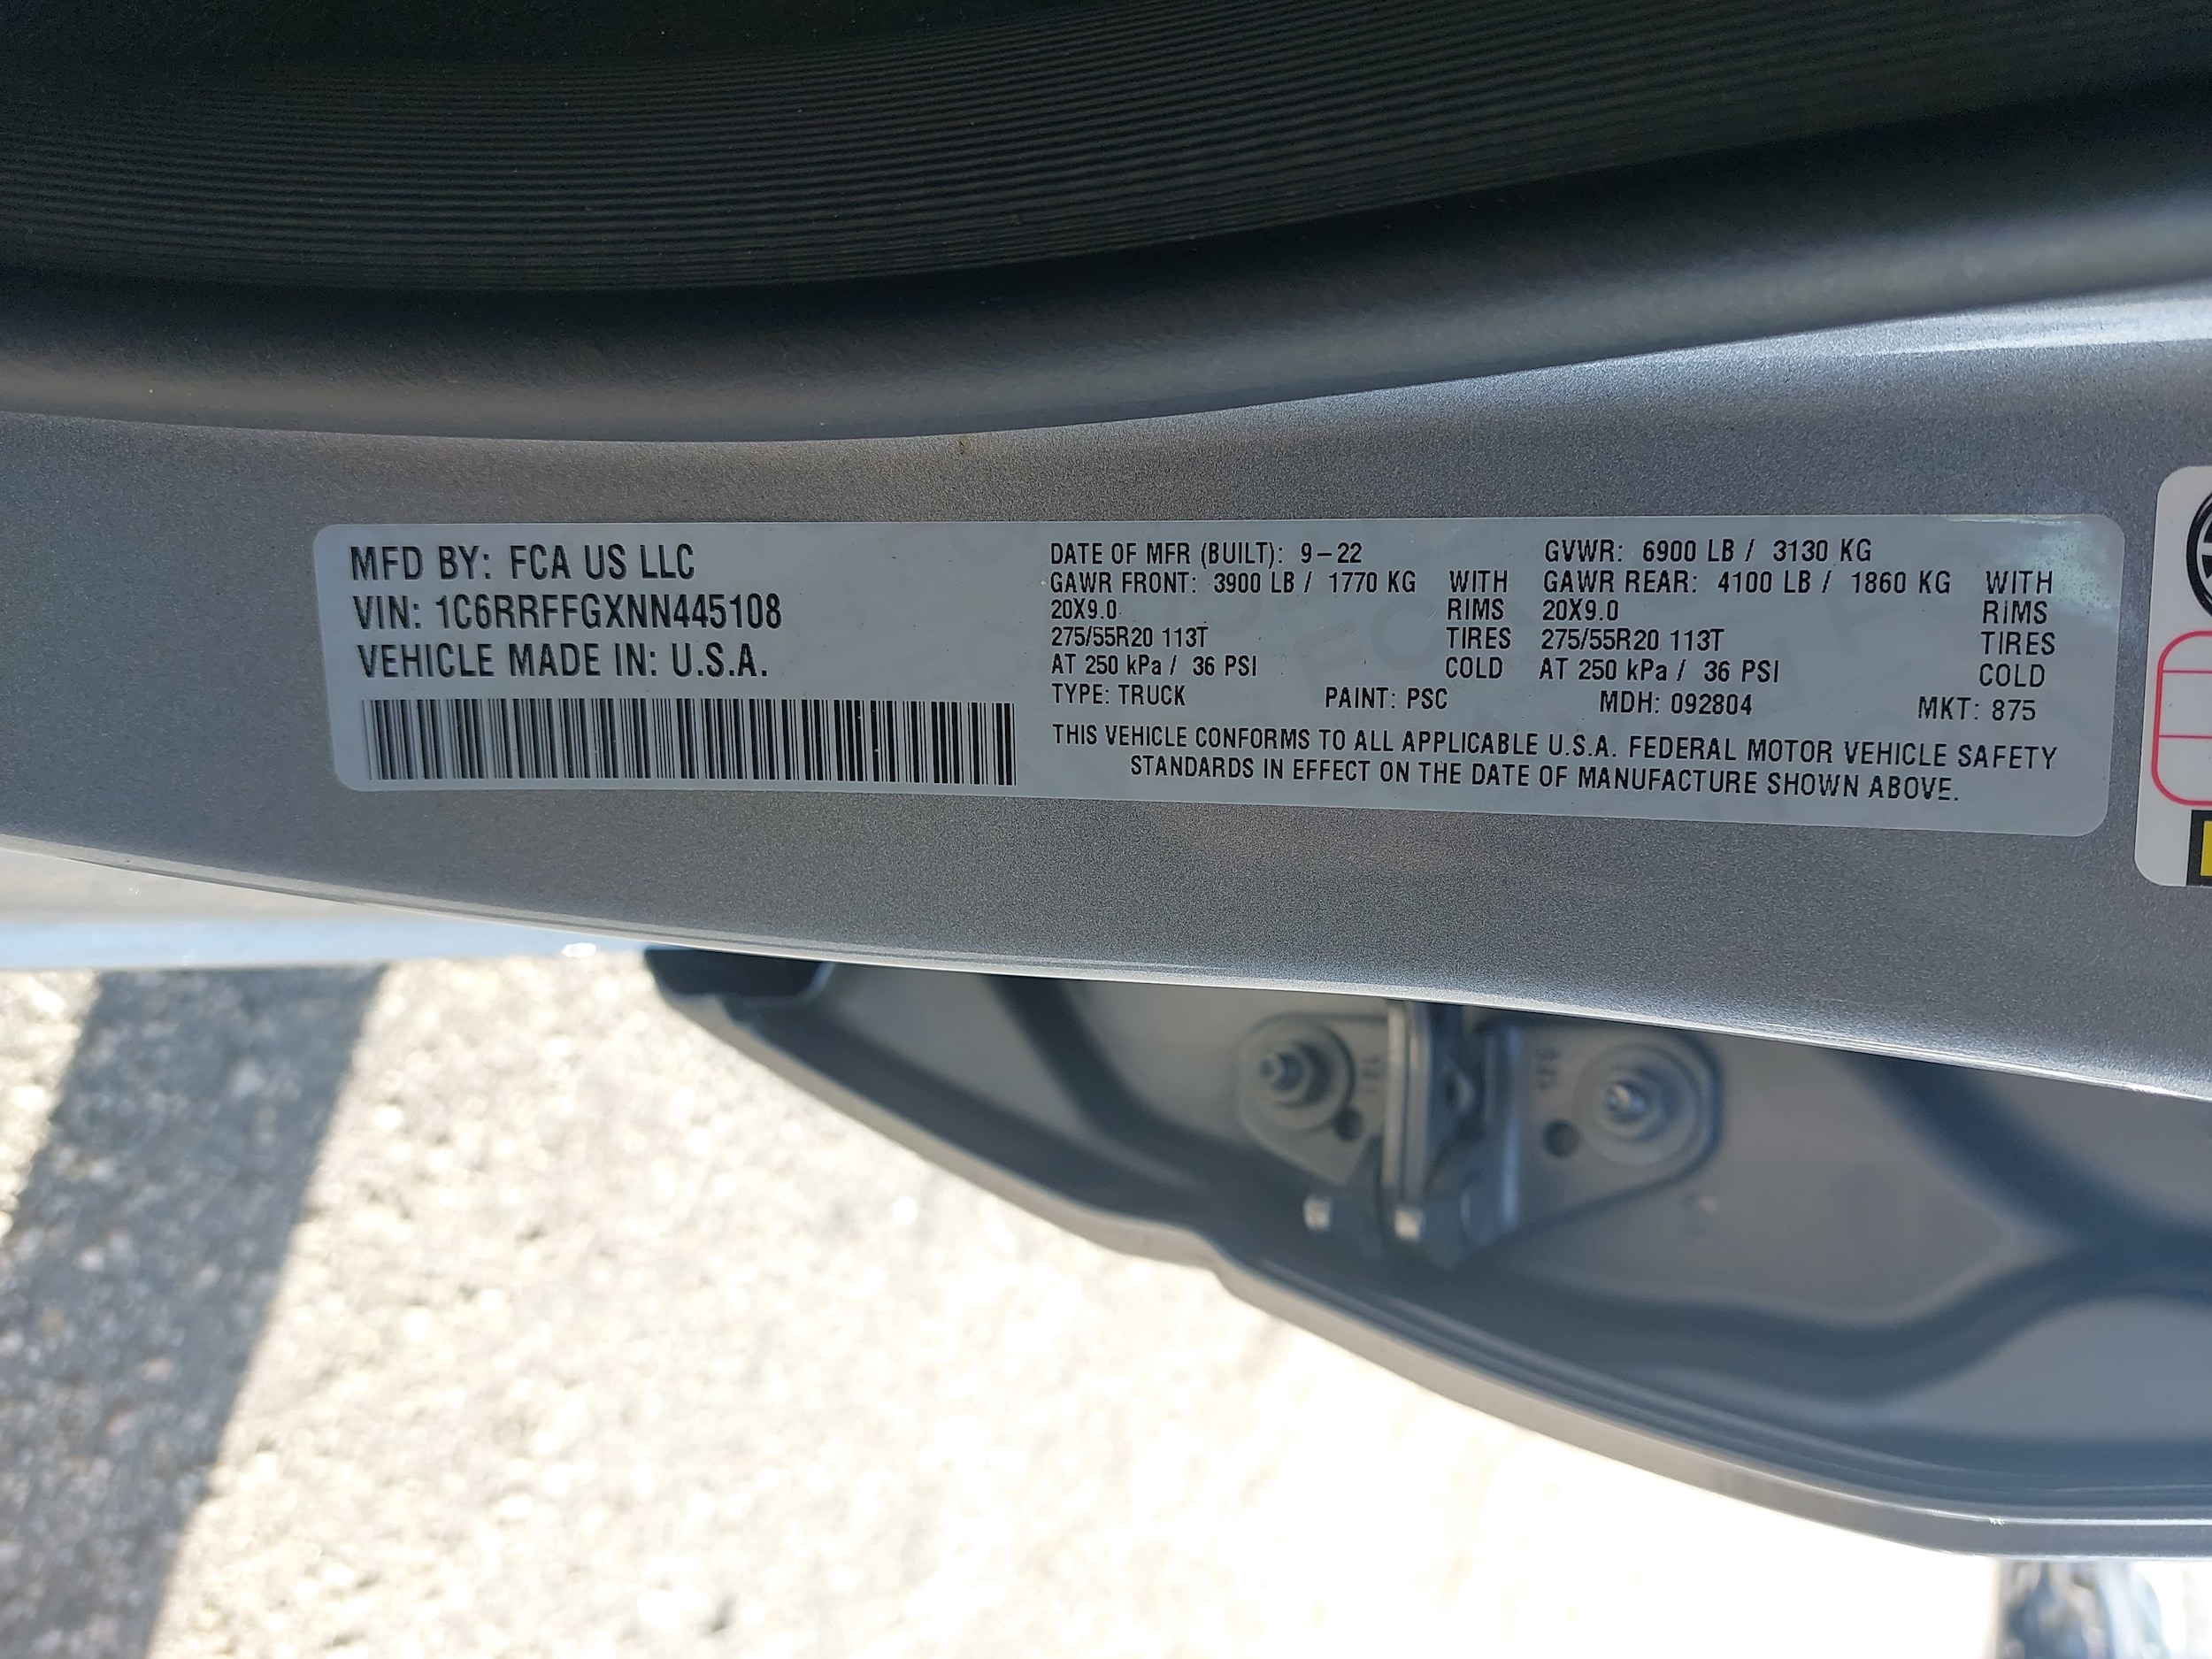 MFD BY: FCA US LLC
VIN: 1C6RRFFGXNN445108
VEHICLE MADE IN: U.S.A.
DATE OF MFR (BUILT): 9-22 GVWR: 6900 LB / 3130 KG
GAWR FRONT: 3900 LB / 1770 KG WITH GAWR REAR: 4100 LB / 1860 KG WITH
20X9.0 RIMS 20X9.0 RIMS
275/55R20 113T TIRES 275/55R20 113T TIRES
AT 250 kPa / 36 PSI COLD AT 250 kPa / 36 PSI COLD
TYPE: TRUCK PAINT: PSC MDH: 092804 MKT: 875
THIS VEHICLE CONFORMS TO ALL APPLICABLE U.S.A. FEDERAL MOTOR VEHICLE SAFETY
STANDARDS IN EFFECT ON THE DATE OF MANUFACTURE SHOWN ABOVE.